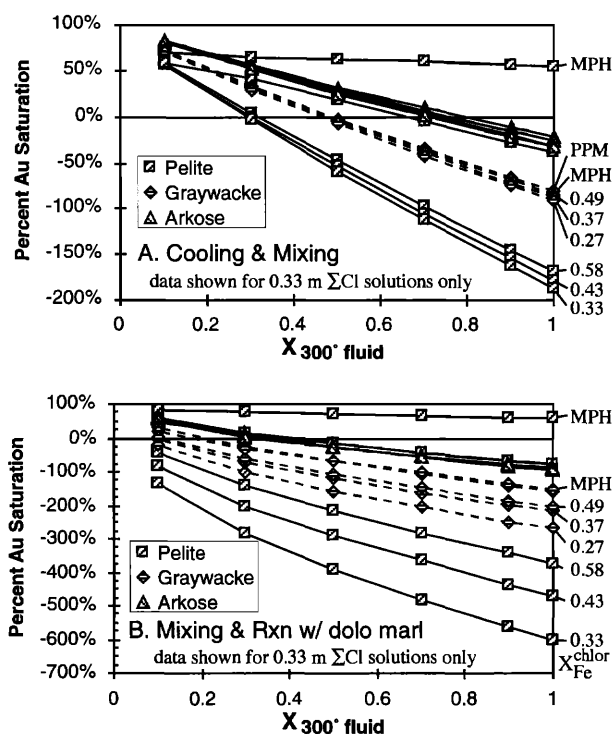 100%
50%
0%
-50%
-100%
-150%
-200%
Percent Au Saturation
Pelite
Graywacke
Arkose
A. Cooling & Mixing
data shown for 0.33 m ΣCl solutions only
MPH
PPM
MPH
0.49
0.37
0.27
0.58
0.43
0.33
0 0.2 0.4 0.6 0.8 1
X 300° fluid
100%
0%
-100%
-200%
-300%
-400%
-500%
-600%
-700%
Percent Au Saturation
Pelite
Graywacke
Arkose
B. Mixing & Rxn w/ dolo marl
data shown for 0.33 m ΣCl solutions only
MPH
MPH
0.49
0.37
0.27
0.58
0.43
0.33
X chlor Fe
0 0.2 0.4 0.6 0.8 1
X 300° fluid